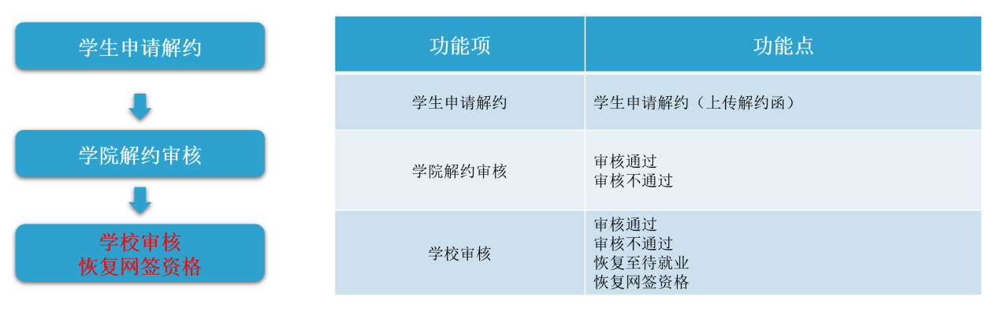 学生申请解约
学院解约审核
学校审核
恢复网签资格
功能项
功能点
学生申请解约
学生申请解约（上传解约函）
学院解约审核
审核通过
审核不通过
学校审核
审核通过
审核不通过
恢复至待就业
恢复网签资格